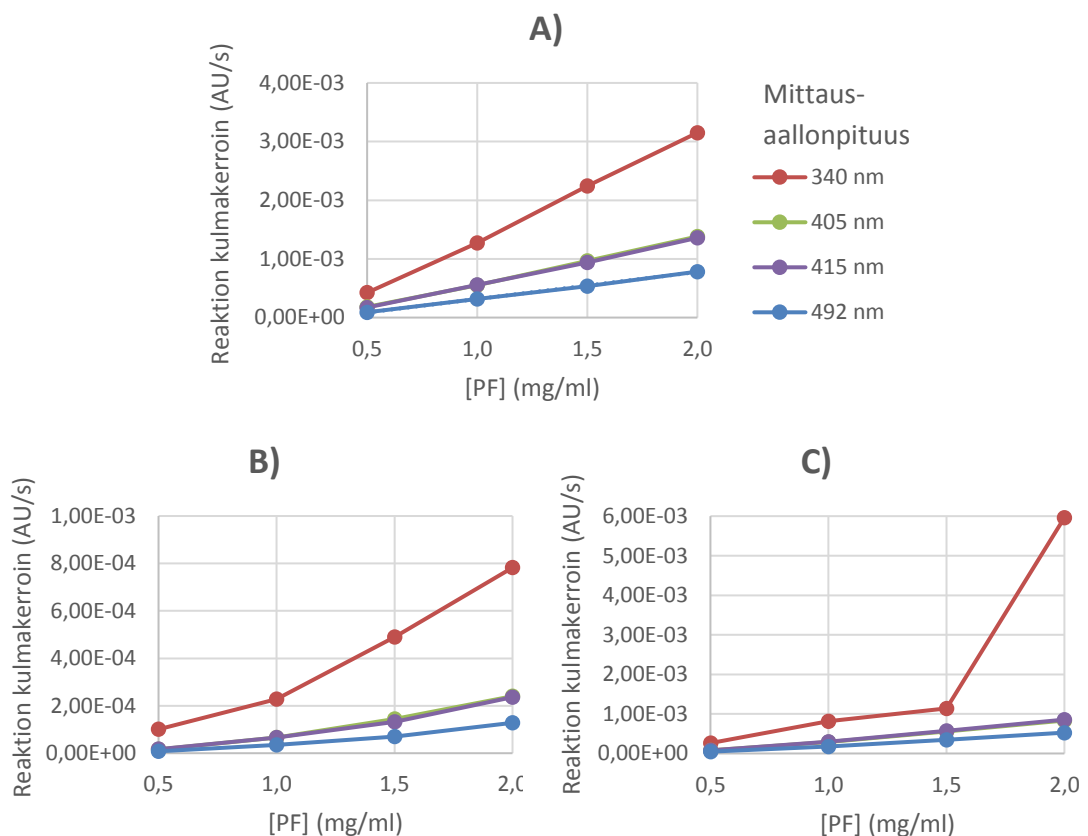 A)
Reaktion kulmakerroin (AU/s)
4,00E-03
3,00E-03
2,00E-03
1,00E-03
0,00E+00
0,5
1,0
1,5
2,0
[PF] (mg/ml)
Mittaus-
aallonpituus
340 nm
405 nm
415 nm
492 nm
B)
Reaktion kulmakerroin (AU/s)
1,00E-03
8,00E-04
6,00E-04
4,00E-04
2,00E-04
0,00E+00
0,5
1,0
1,5
2,0
[PF] (mg/ml)
C)
Reaktion kulmakerroin (AU/s)
6,00E-03
5,00E-03
4,00E-03
3,00E-03
2,00E-03
1,00E-03
0,00E+00
0,5
1,0
1,5
2,0
[PF] (mg/ml)